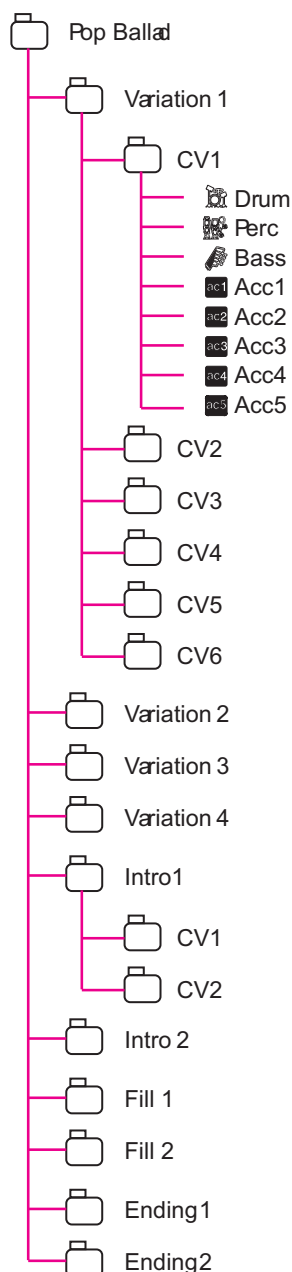 Pop Ballad
Variation 1
CV1
Drum
Perc
Bass
ac1 Acc1
ac2 Acc2
ac3 Acc3
ac4 Acc4
ac5 Acc5
CV2
CV3
CV4
CV5
CV6
Variation 2
Variation 3
Variation 4
Intro1
CV1
CV2
Intro 2
Fill 1
Fill 2
Ending1
Ending2